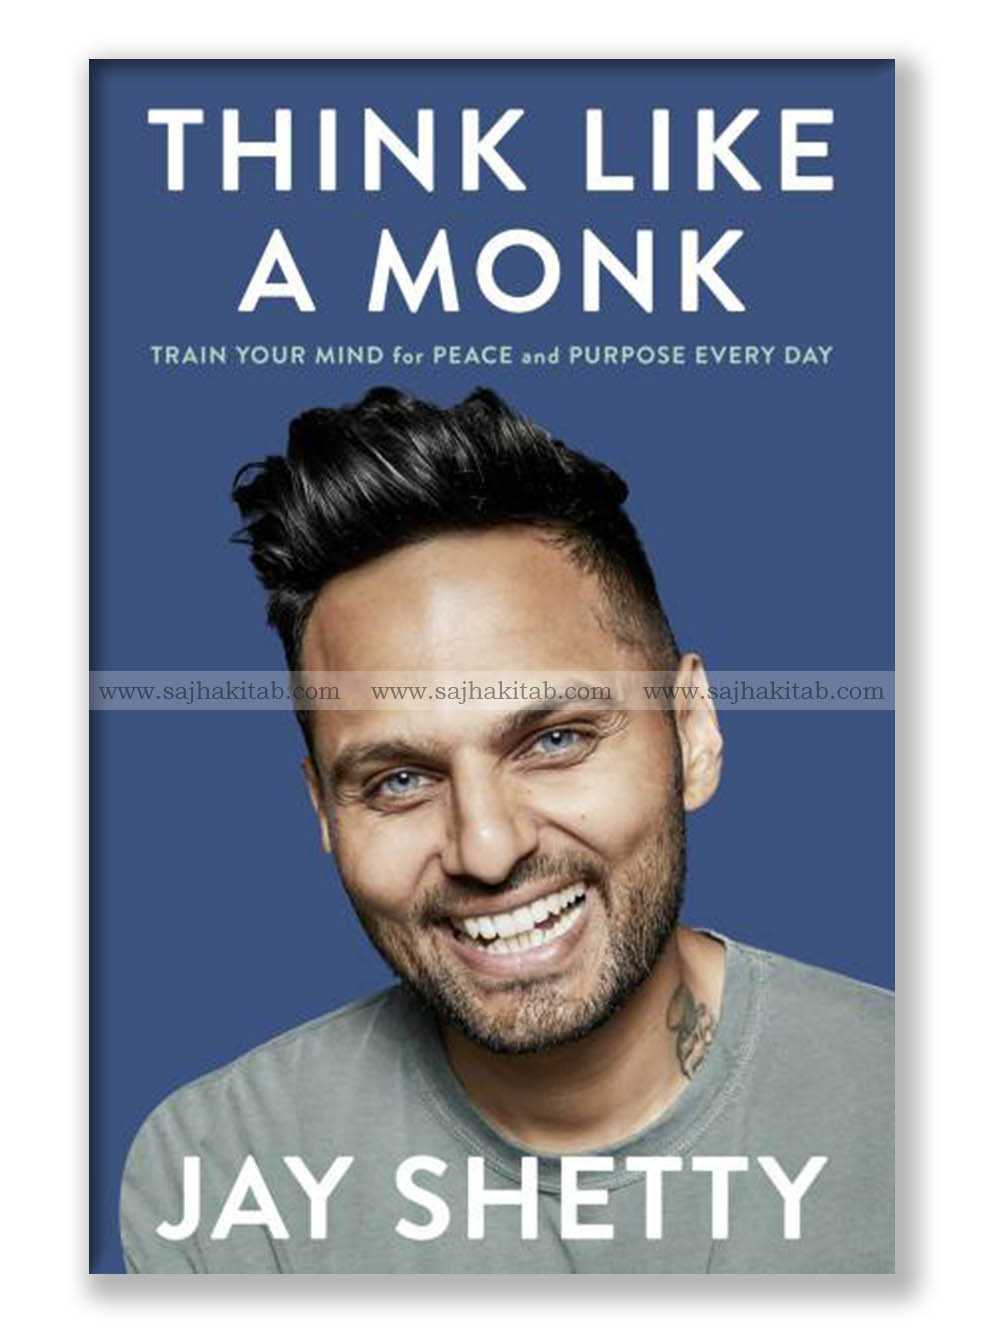 THINK LIKE
A MONK
TRAIN YOUR MIND for PEACE and PURPOSE EVERY DAY
www.sajhakitab.com www.sajhakitab.com www.sajhakitab.com
JAY SHETTY